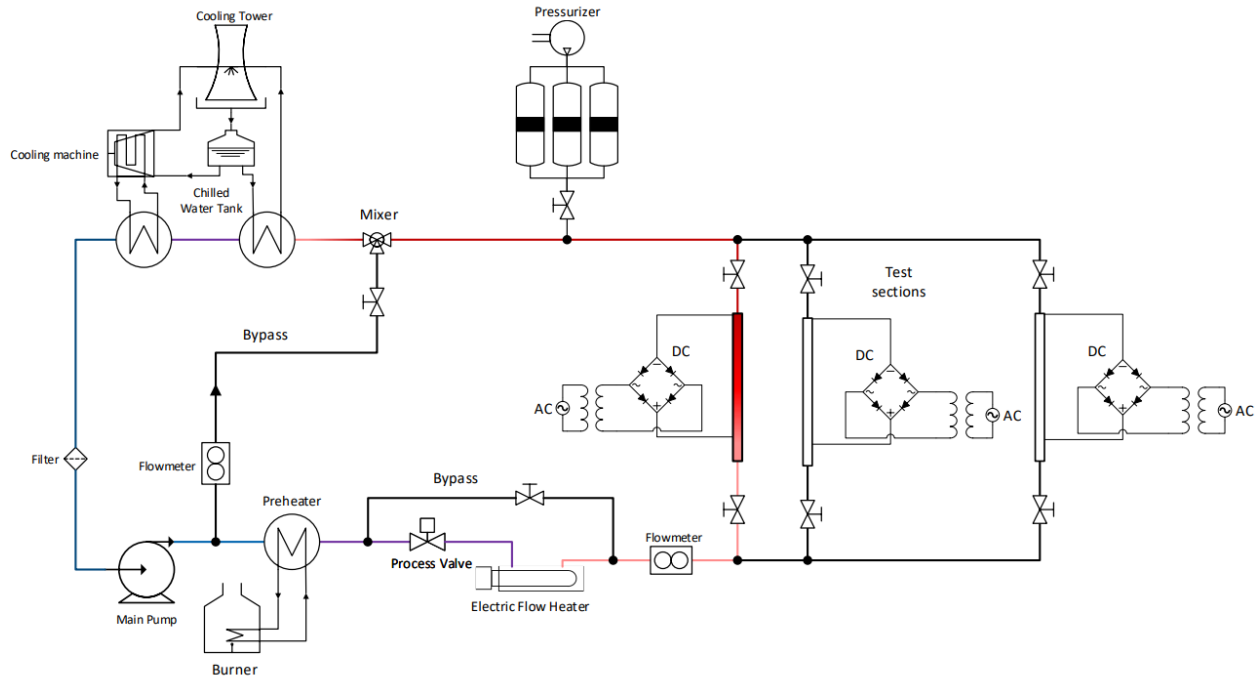 Cooling Tower
Pressurizer
Cooling machine
Chilled
Water Tank
Mixer
Test
sections
Bypass
DC
DC
DC
AC
AC
AC
Filter
Flowmeter
Preheater
Bypass
Flowmeter
Process Valve
Electric Flow Heater
Main Pump
Burner